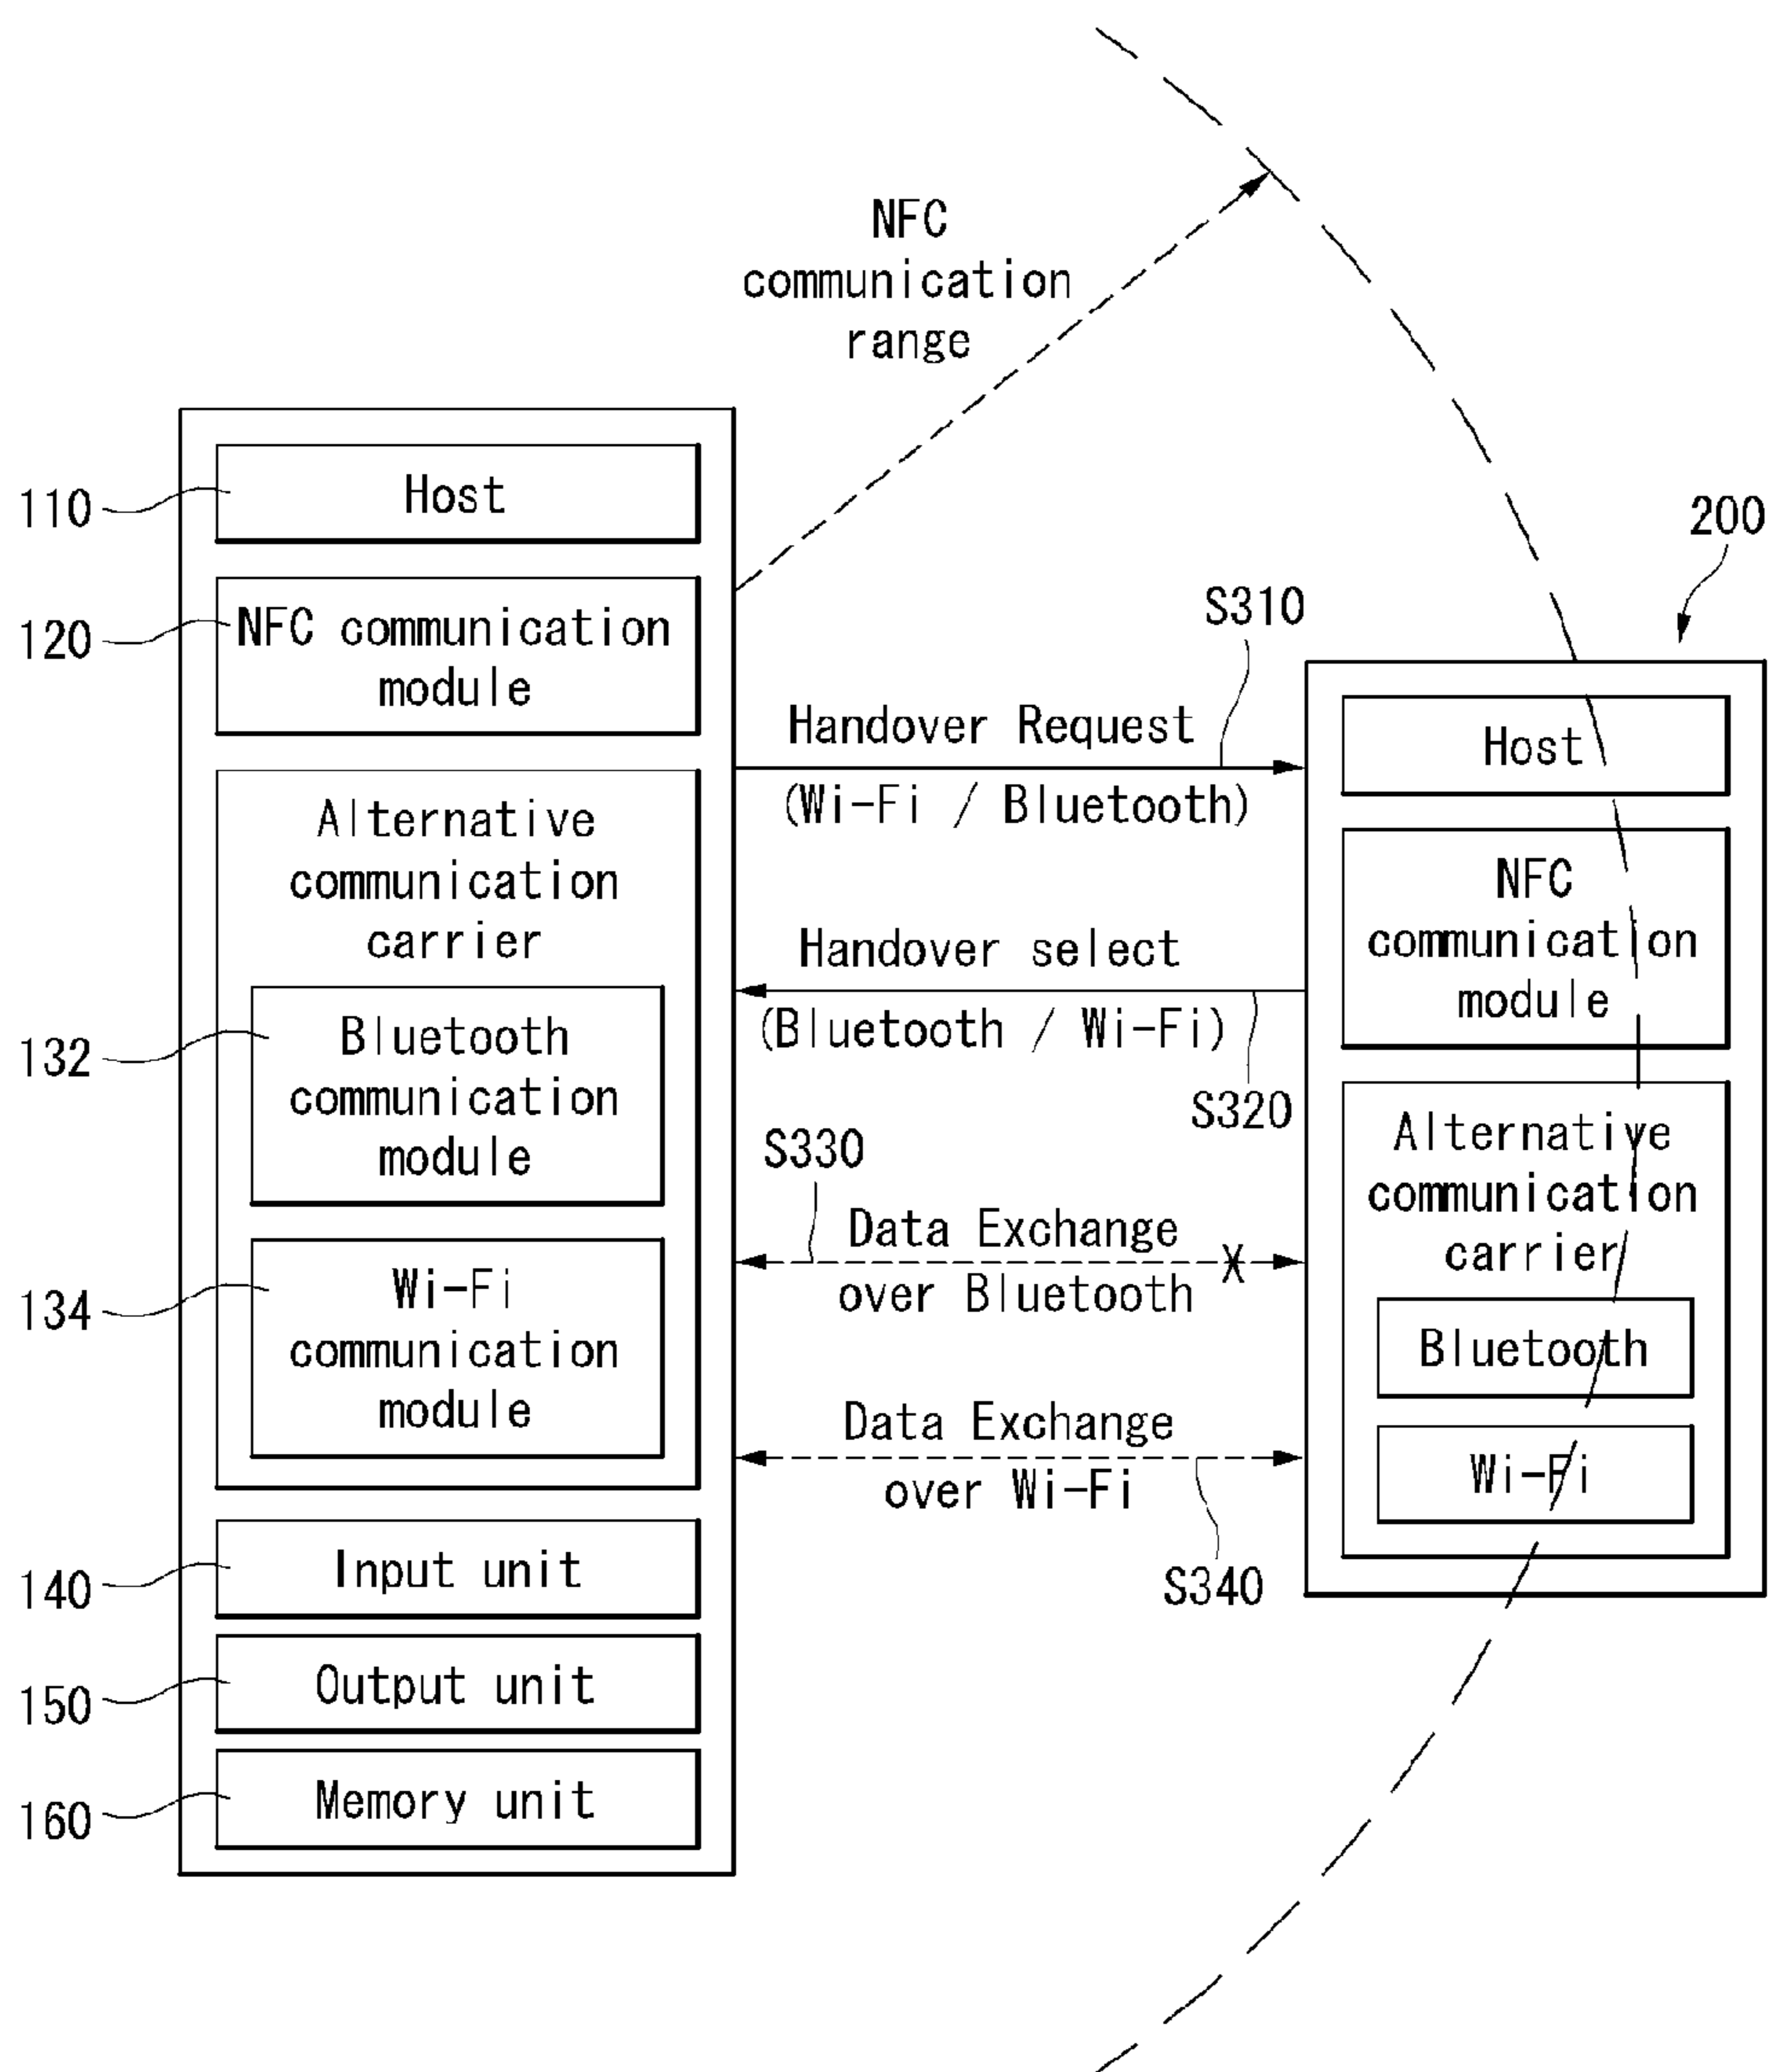 NFC
communication
range
110
Host
120
NFC communication
module
Alternative
communication
carrier
132
Bluetooth
communication
module
134
Wi-Fi
communication
module
140
Input unit
150
Output unit
160
Memory unit
S310
Handover Request
(Wi-Fi / Bluetooth)
Handover select
(Bluetooth / Wi-Fi)
S320
S330
Data Exchange
over Bluetooth
X
Data Exchange
over Wi-Fi
S340
200
Host
NFC
communication
module
Alternative
communication
carrier
Bluetooth
Wi-Fi